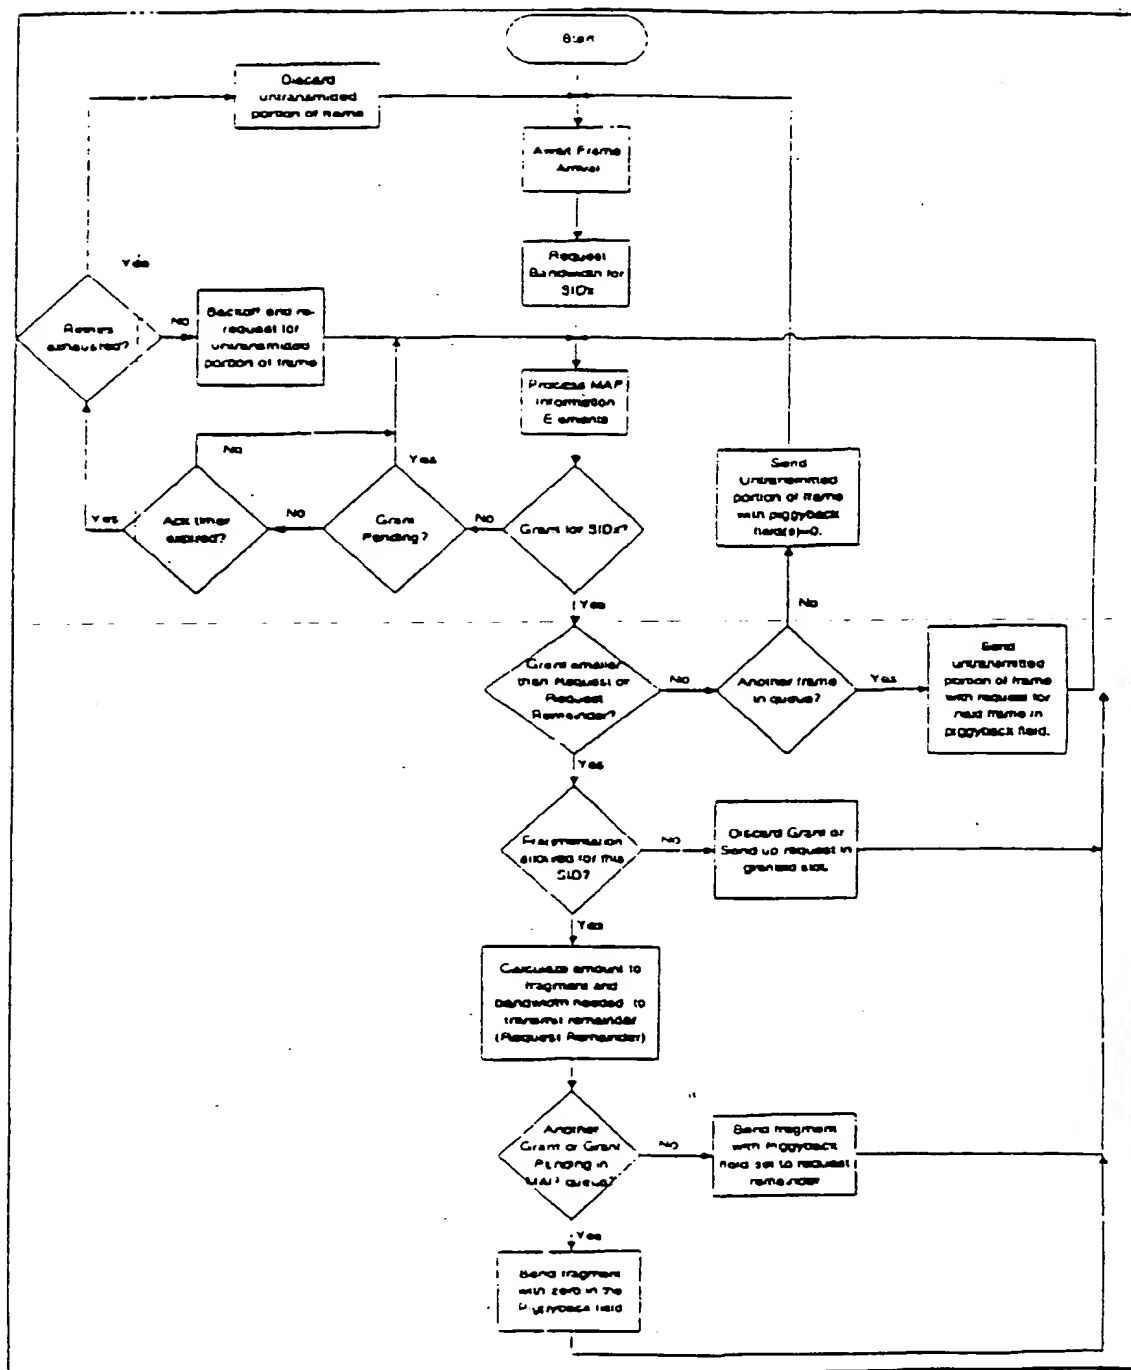 Start
Discard
untransmitted
portion of frame
Await Frame
Arrival
Request
Bandwidth for
SIDx
Yes
Retries
exhausted?
No
Backoff and re-
request for
untransmitted
portion of frame
Process MAP
Information
Elements
No
Yes
Send
Untransmitted
portion of frame
with piggyback
field(s)=0.
Yes
Ack timer
expired?
No
Grant
Pending?
No
Grant for SIDx?
Yes
No
Grant smaller
than Request or
Request
Remainder?
No
Another frame
in queue?
Yes
Send
untransmitted
portion of frame
with request for
next frame in
piggyback field.
Yes
Fragmentation
allowed for this
SID?
No
Discard Grant or
Send up request in
granted slot.
Yes
Calculate amount to
fragment and
bandwidth needed to
transmit remainder
(Request Remainder)
Another
Grant or Grant
Pending in
MAP queue?
No
Send fragment
with Piggyback
field set to request
remainder
Yes
Send fragment
with zero in the
Piggyback field